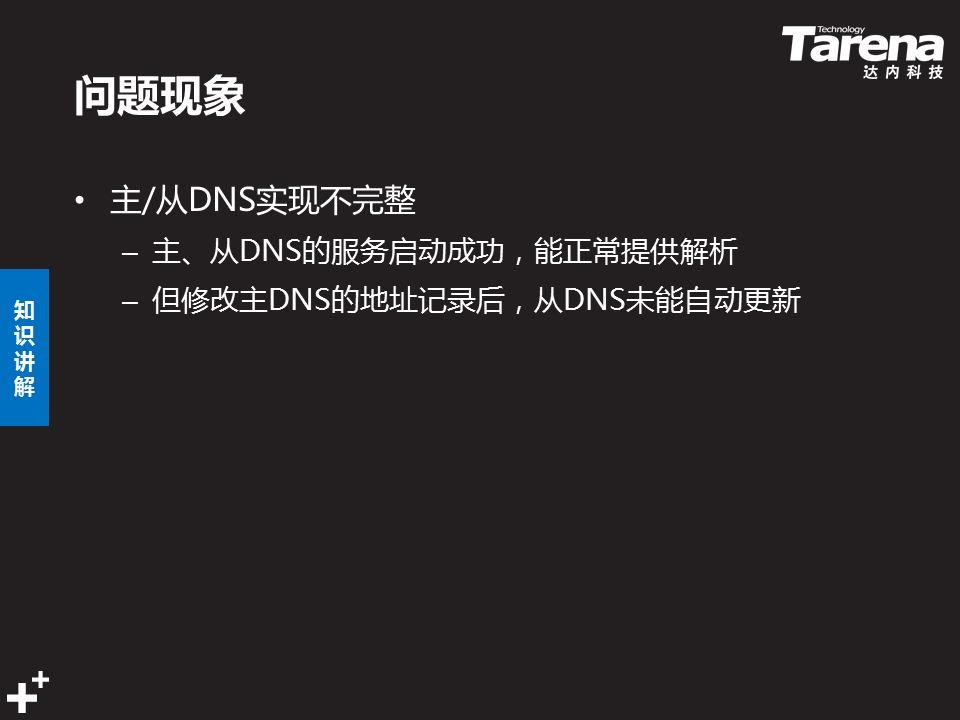 Technology
Tarena
达内科技
问题现象
• 主/从DNS实现不完整
– 主、从DNS的服务启动成功，能正常提供解析
– 但修改主DNS的地址记录后，从DNS未能自动更新
知
识
讲
解